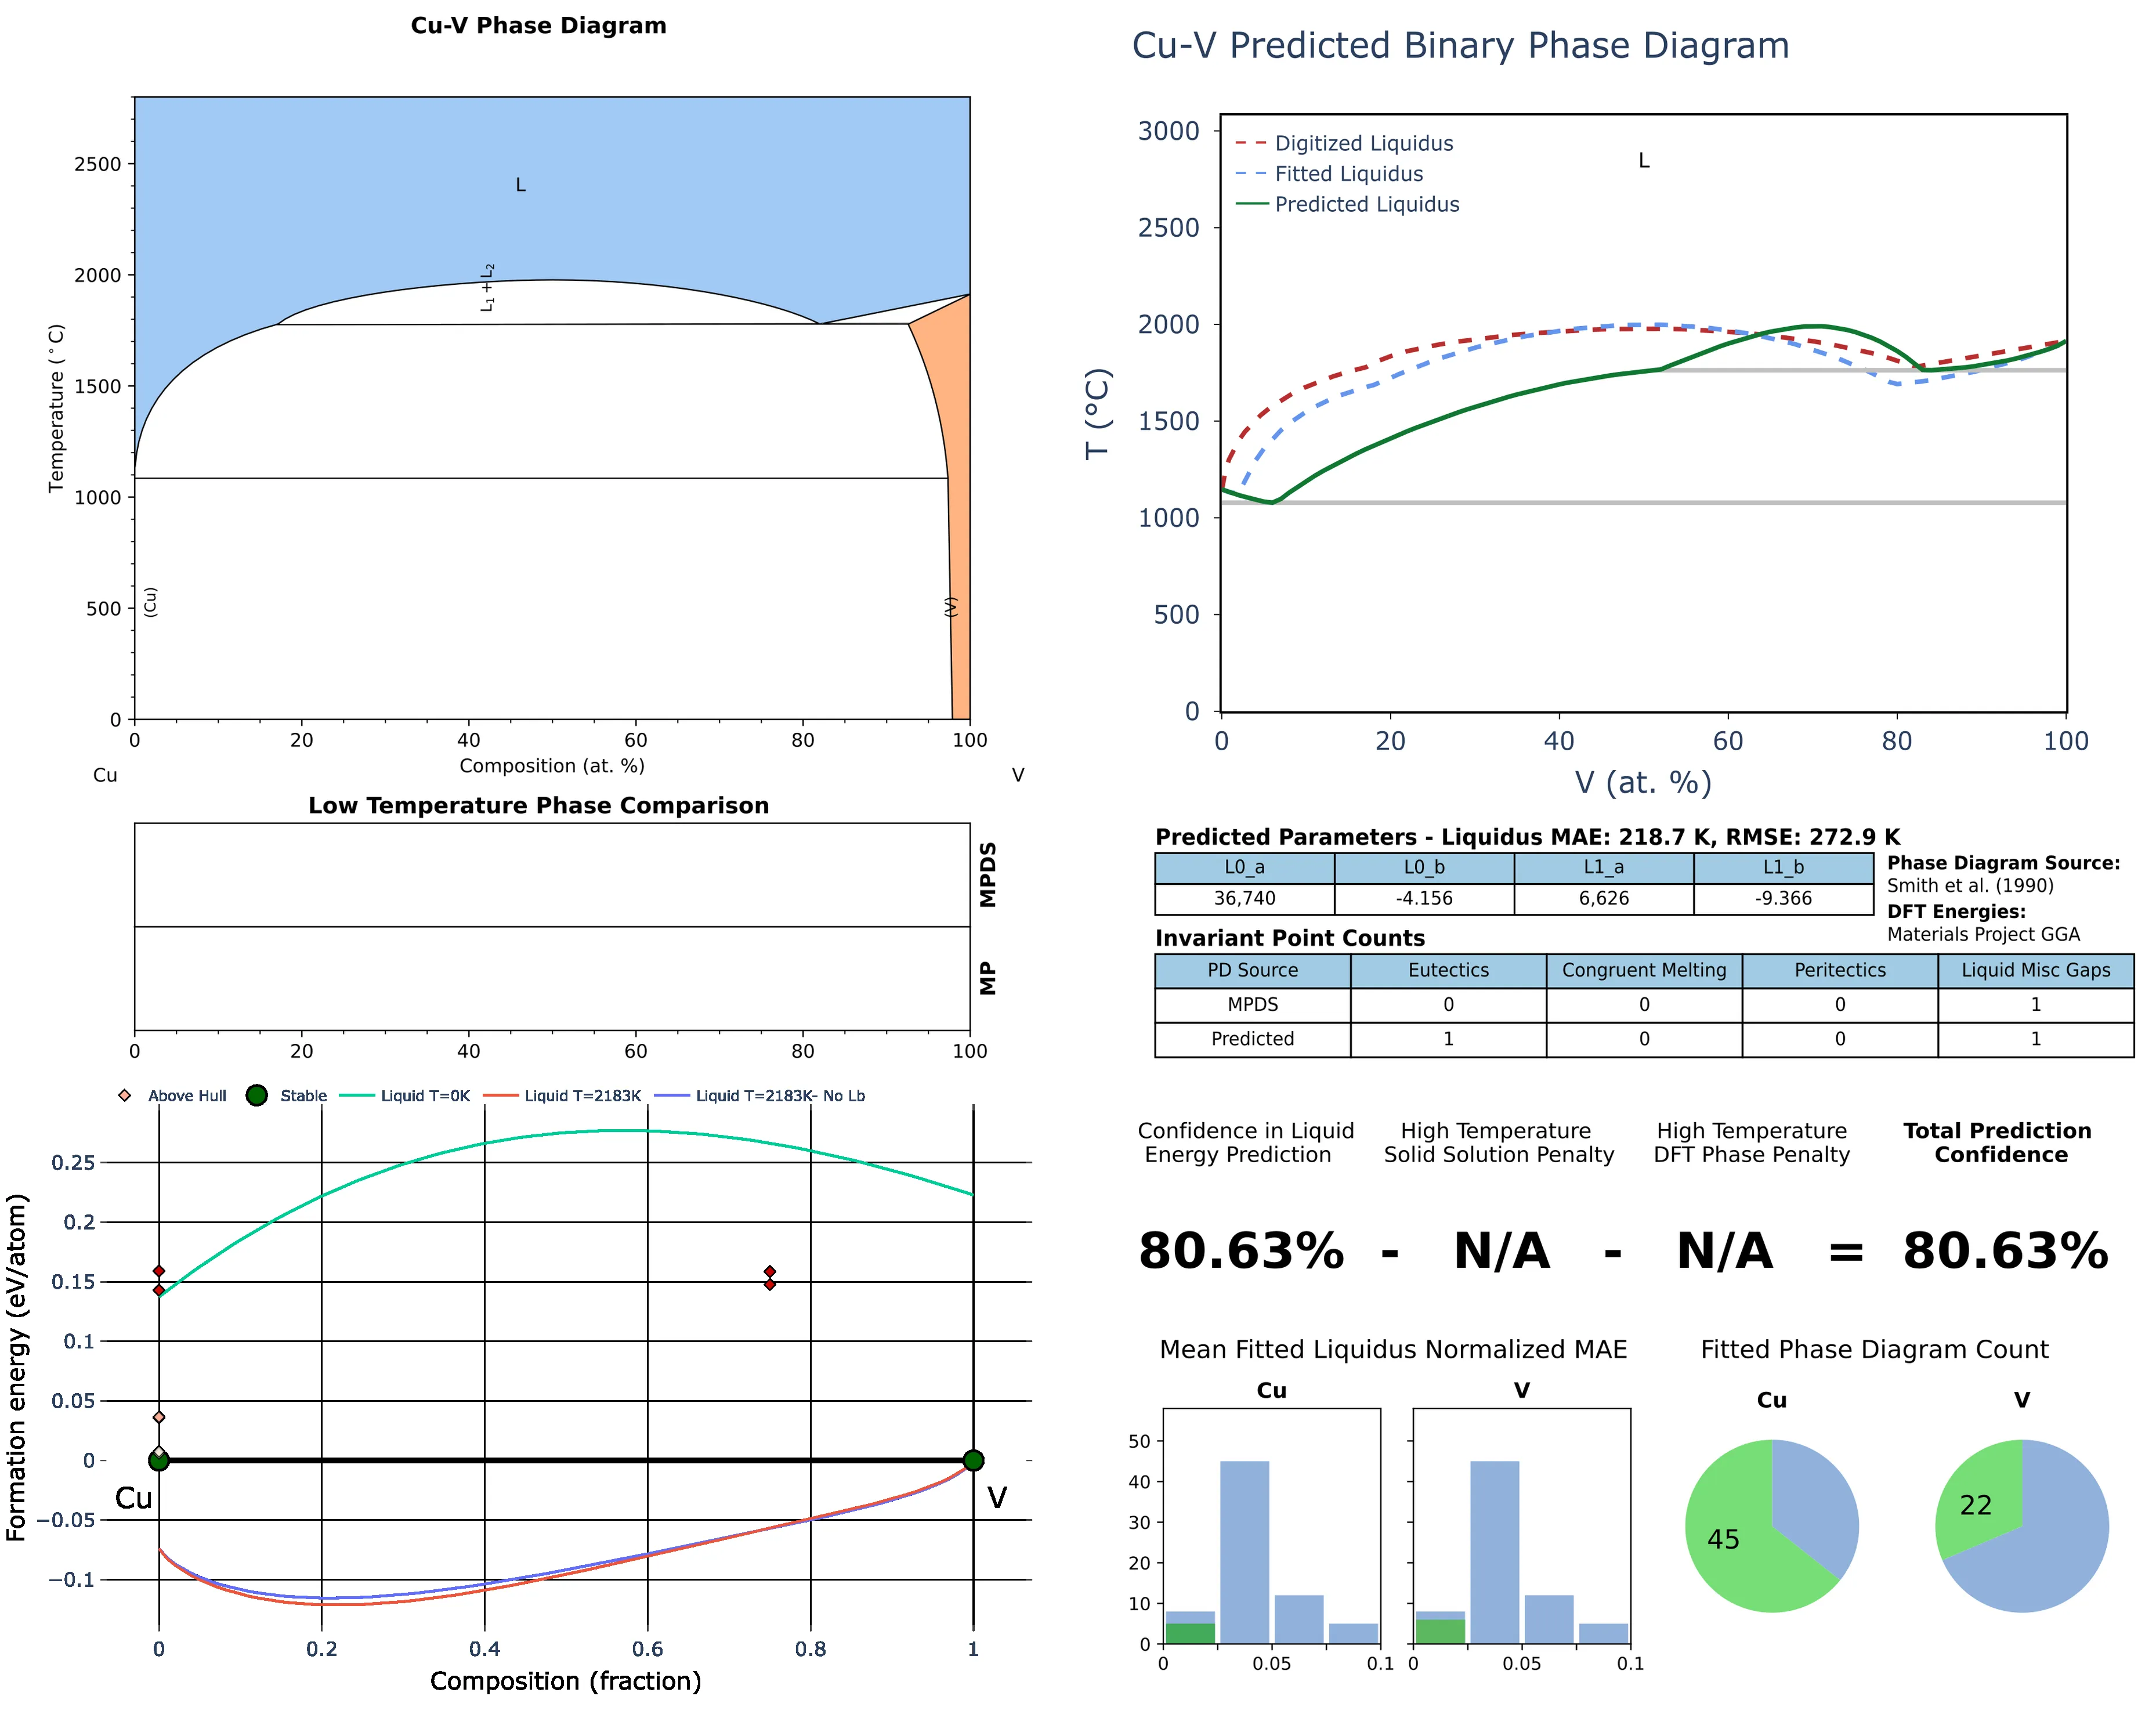 Cu-V Phase Diagram
Temperature (°C)
2500
2000
1500
1000
500
0
L
L₁ + L₂
(Cu)
(V)
0 20 40 60 80 100
Composition (at. %)
Cu V
Low Temperature Phase Comparison
MPDS
MP
0 20 40 60 80 100
Above Hull Stable Liquid T=0K Liquid T=2183K Liquid T=2183K- No Lb
Formation energy (eV/atom)
0.25
0.2
0.15
0.1
0.05
0
−0.05
−0.1
Cu V
0 0.2 0.4 0.6 0.8 1
Composition (fraction)
Cu-V Predicted Binary Phase Diagram
T (°C)
3000
2500
2000
1500
1000
500
0
Digitized Liquidus
Fitted Liquidus
Predicted Liquidus
L
0 20 40 60 80 100
V (at. %)
Predicted Parameters - Liquidus MAE: 218.7 K, RMSE: 272.9 K
L0_a L0_b L1_a L1_b
36,740 -4.156 6,626 -9.366
Phase Diagram Source:
Smith et al. (1990)
DFT Energies:
Materials Project GGA
Invariant Point Counts
PD Source Eutectics Congruent Melting Peritectics Liquid Misc Gaps
MPDS 0 0 0 1
Predicted 1 0 0 1
Confidence in Liquid
Energy Prediction
High Temperature
Solid Solution Penalty
High Temperature
DFT Phase Penalty
Total Prediction
Confidence
80.63% - N/A - N/A = 80.63%
Mean Fitted Liquidus Normalized MAE
Cu V
50
40
30
20
10
0
0 0.05 0.1
0 0.05 0.1
Fitted Phase Diagram Count
Cu V
45
22